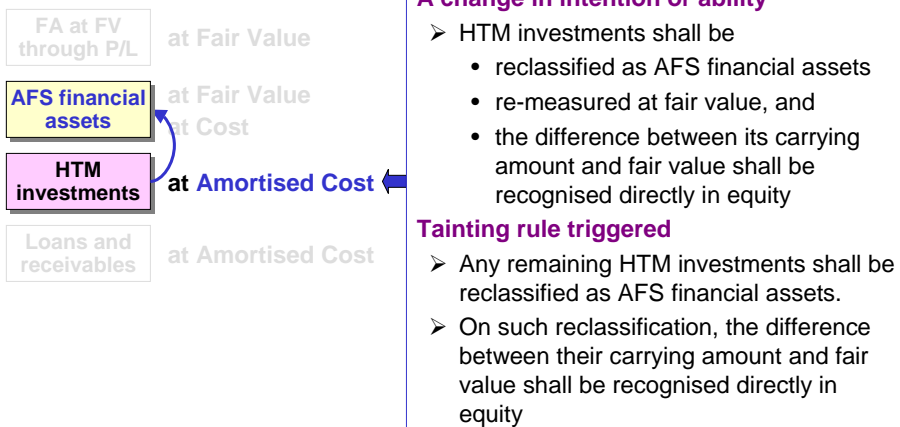 FA at FV
through P/L
at Fair Value
AFS financial
assets
at Fair Value
at Cost
HTM
investments
at Amortised Cost
Loans and
receivables
at Amortised Cost
A change in intention or ability
➢ HTM investments shall be
• reclassified as AFS financial assets
• re-measured at fair value, and
• the difference between its carrying
amount and fair value shall be
recognised directly in equity
Tainting rule triggered
➢ Any remaining HTM investments shall be
reclassified as AFS financial assets.
➢ On such reclassification, the difference
between their carrying amount and fair
value shall be recognised directly in
equity